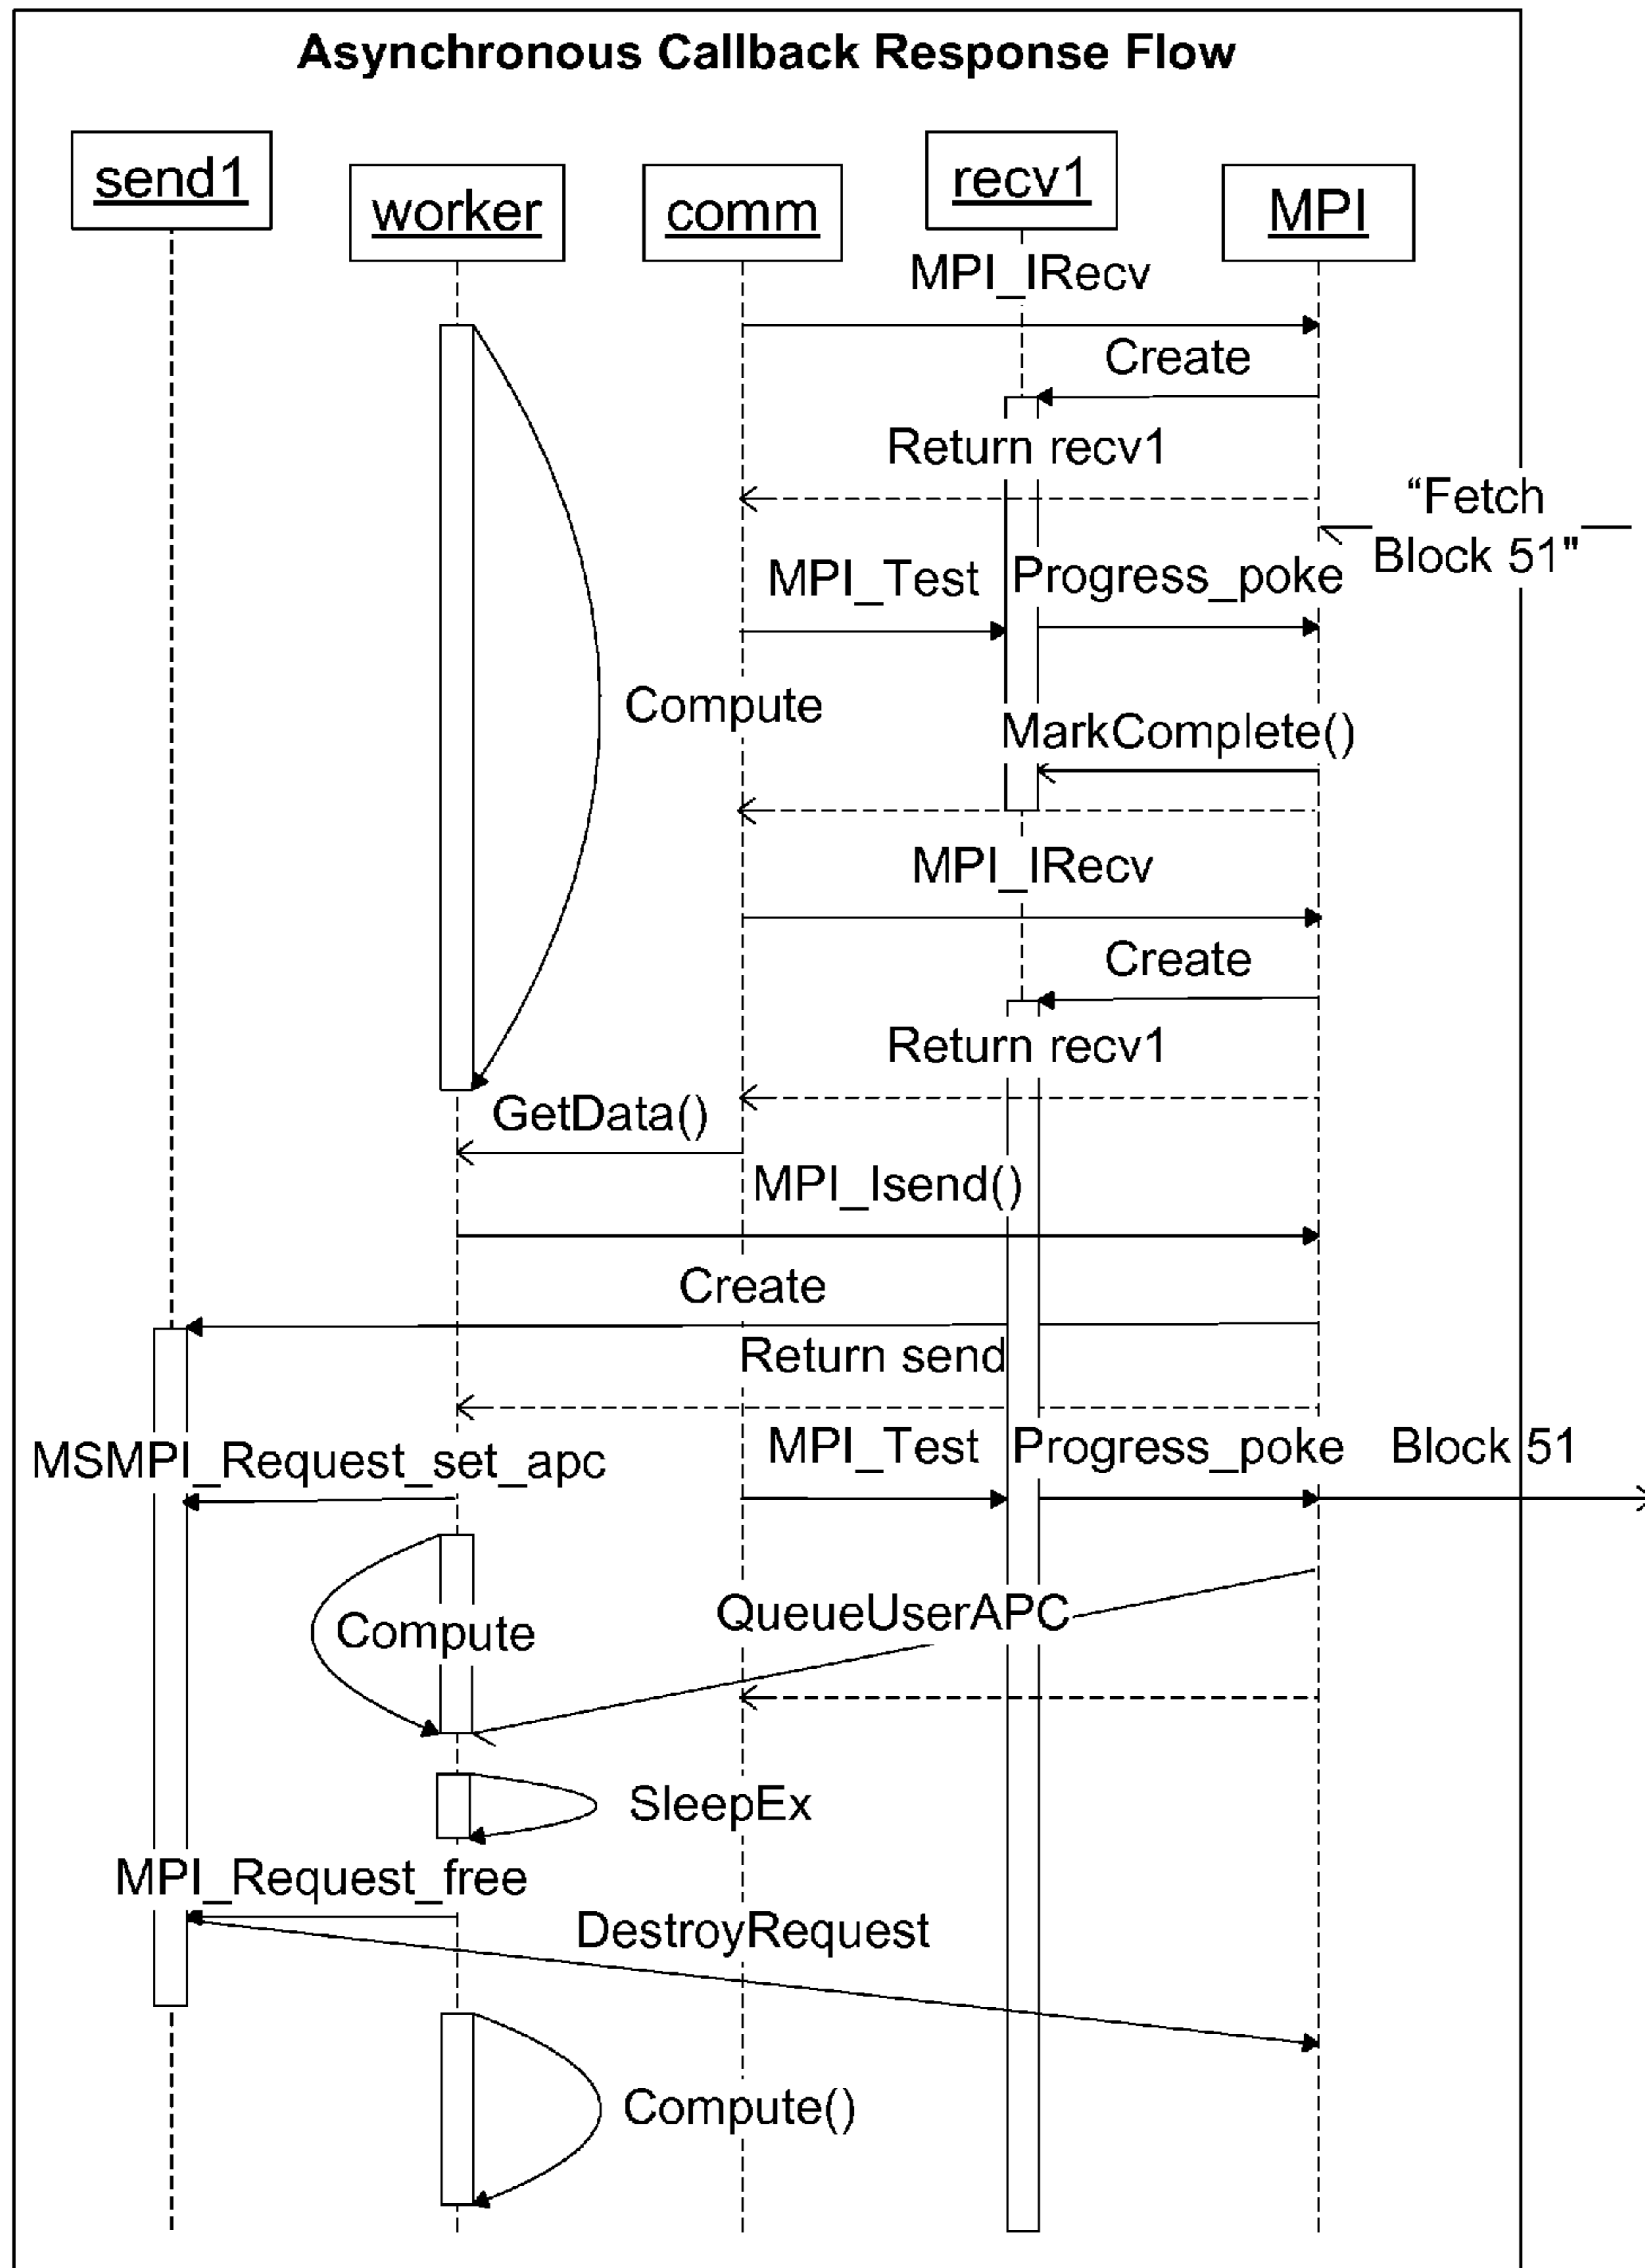 Asynchronous Callback Response Flow
send1
worker
comm
recv1
MPI
MPI_IRecv
Create
Return recv1
“Fetch
Block 51"
MPI_Test
Progress_poke
Compute
MarkComplete()
MPI_IRecv
Create
Return recv1
GetData()
MPI_Isend()
Create
Return send
MSMPI_Request_set_apc
MPI_Test
Progress_poke
Block 51
QueueUserAPC
Compute
SleepEx
MPI_Request_free
DestroyRequest
Compute()